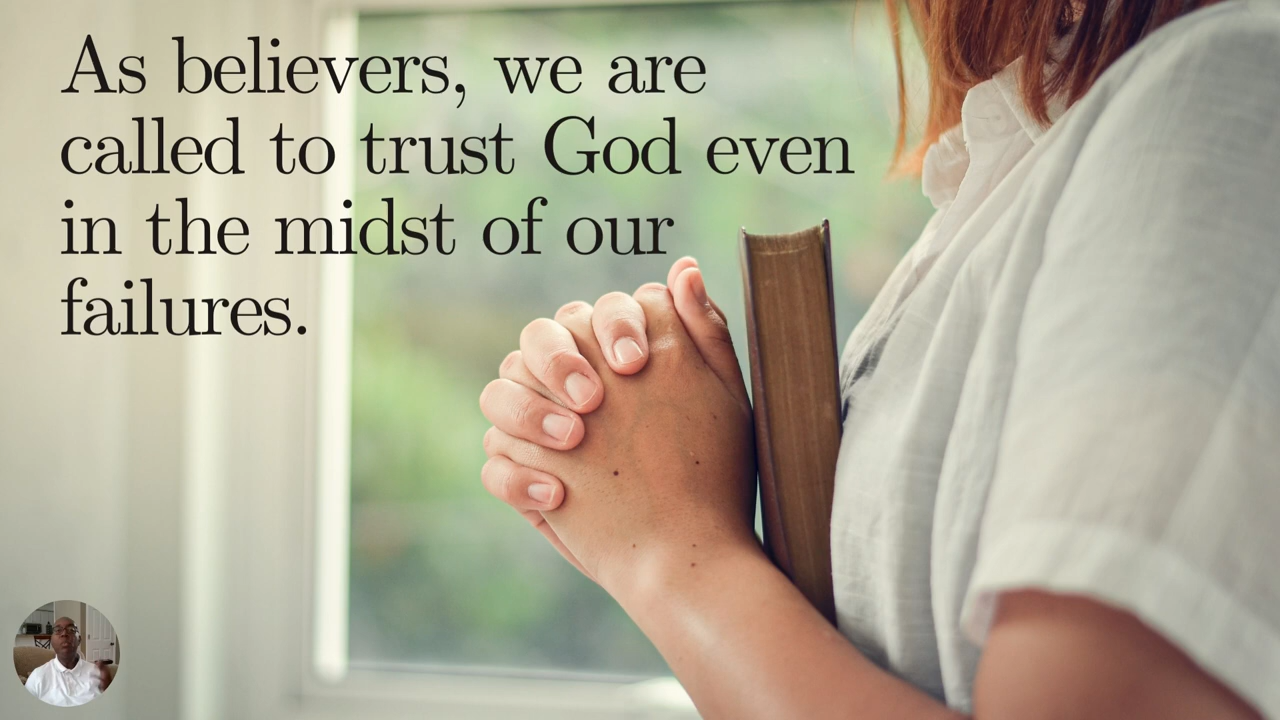 As believers, we are
called to trust God even
in the midst of our
failures.